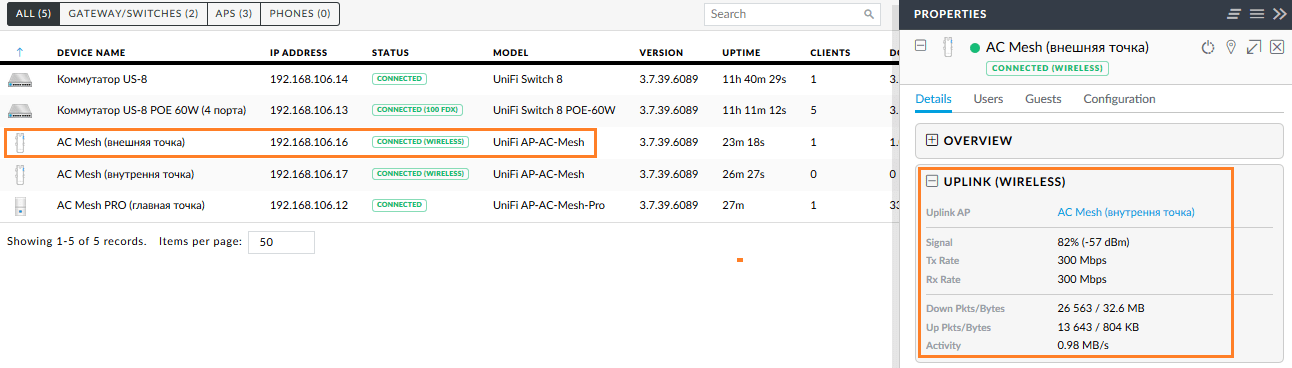 ALL (5) GATEWAY/SWITCHES (2) APS (3) PHONES (0) Search
DEVICE NAME IP ADDRESS STATUS MODEL VERSION UPTIME CLIENTS DO
Коммутатор US-8 192.168.106.14 CONNECTED UniFi Switch 8 3.7.39.6089 11h 40m 29s 1 3.
Коммутатор US-8 POE 60W (4 порта) 192.168.106.13 CONNECTED (100 FDX) UniFi Switch 8 POE-60W 3.7.39.6089 11h 11m 12s 5 3.
AC Mesh (внешняя точка) 192.168.106.16 CONNECTED (WIRELESS) UniFi AP-AC-Mesh 3.7.39.6089 23m 18s 1 1.
AC Mesh (внутрення точка) 192.168.106.17 CONNECTED (WIRELESS) UniFi AP-AC-Mesh 3.7.39.6089 26m 27s 0 0
AC Mesh PRO (главная точка) 192.168.106.12 CONNECTED UniFi AP-AC-Mesh-Pro 3.7.39.6089 27m 1 33
Showing 1-5 of 5 records. Items per page: 50
PROPERTIES
AC Mesh (внешняя точка)
CONNECTED (WIRELESS)
Details Users Guests Configuration
OVERVIEW
UPLINK (WIRELESS)
Uplink AP AC Mesh (внутрення точка)
Signal 82% (-57 dBm)
Tx Rate 300 Mbps
Rx Rate 300 Mbps
Down Pkts/Bytes 26 563 / 32.6 MB
Up Pkts/Bytes 13 643 / 804 KB
Activity 0.98 MB/s